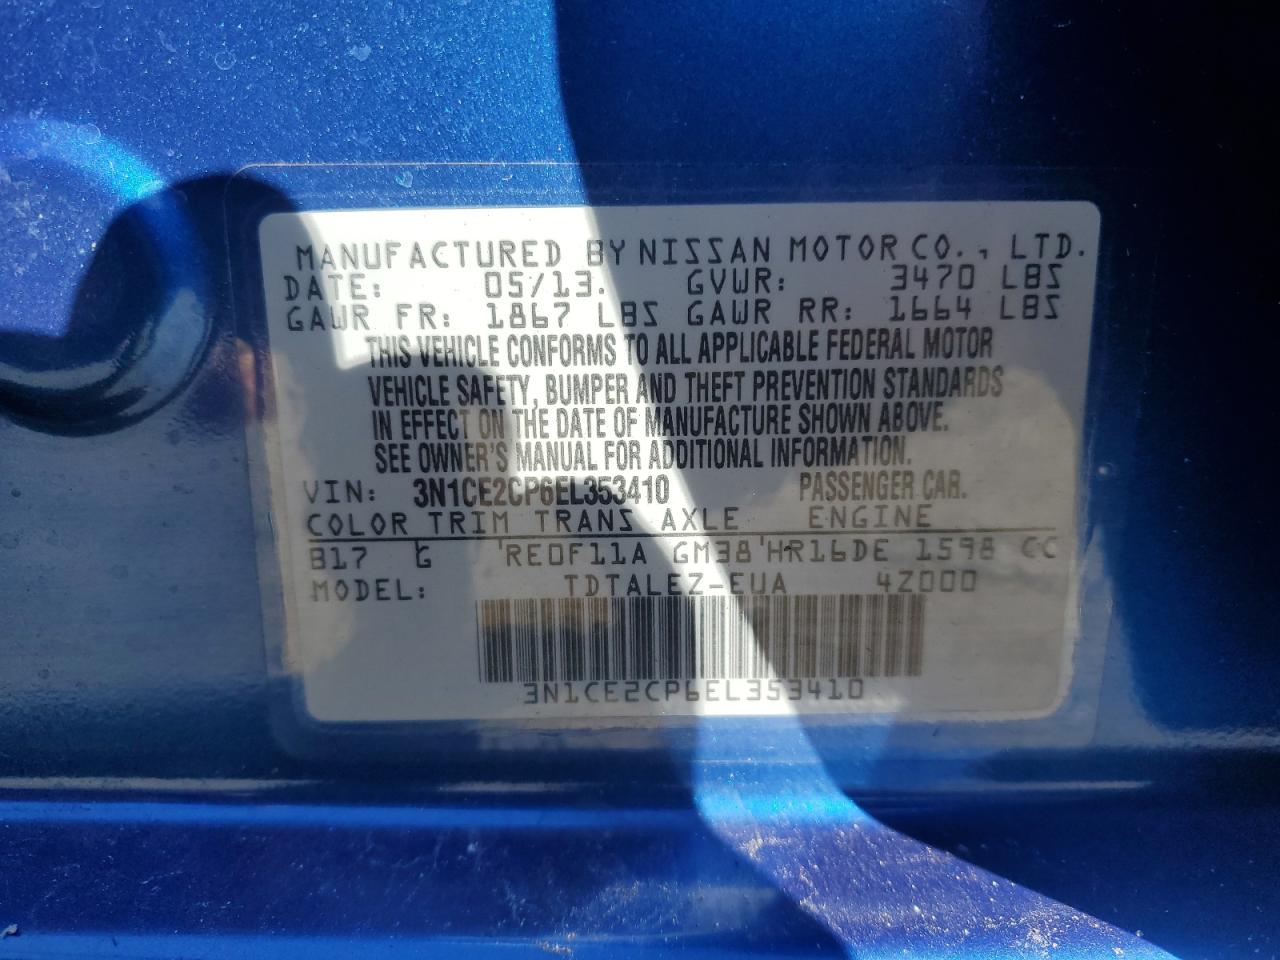 MANUFACTURED BY NISSAN MOTOR CO., LTD.
DATE: 05/13. GVWR: 3470 LBS
GAWR FR: 1867 LBS GAWR RR: 1664 LBS
THIS VEHICLE CONFORMS TO ALL APPLICABLE FEDERAL MOTOR
VEHICLE SAFETY, BUMPER AND THEFT PREVENTION STANDARDS
IN EFFECT ON THE DATE OF MANUFACTURE SHOWN ABOVE.
SEE OWNER'S MANUAL FOR ADDITIONAL INFORMATION.
VIN: 3N1CE2CP6EL353410 PASSENGER CAR.
COLOR TRIM TRANS AXLE ENGINE
B17 G RE0F11A GM38 HR16DE 1598 CC
MODEL: TDTALEZ-EUA 4Z000
3N1CE2CP6EL353410